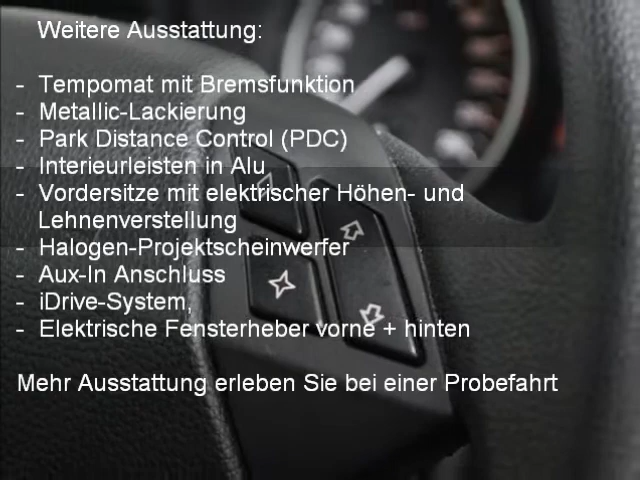 Weitere Ausstattung:
- Tempomat mit Bremsfunktion
- Metallic-Lackierung
- Park Distance Control (PDC)
- Interieurleisten in Alu
- Vordersitze mit elektrischer Höhen- und
Lehnenverstellung
- Halogen-Projektscheinwerfer
- Aux-In Anschluss
- iDrive-System,
- Elektrische Fensterheber vorne + hinten
Mehr Ausstattung erleben Sie bei einer Probefahrt